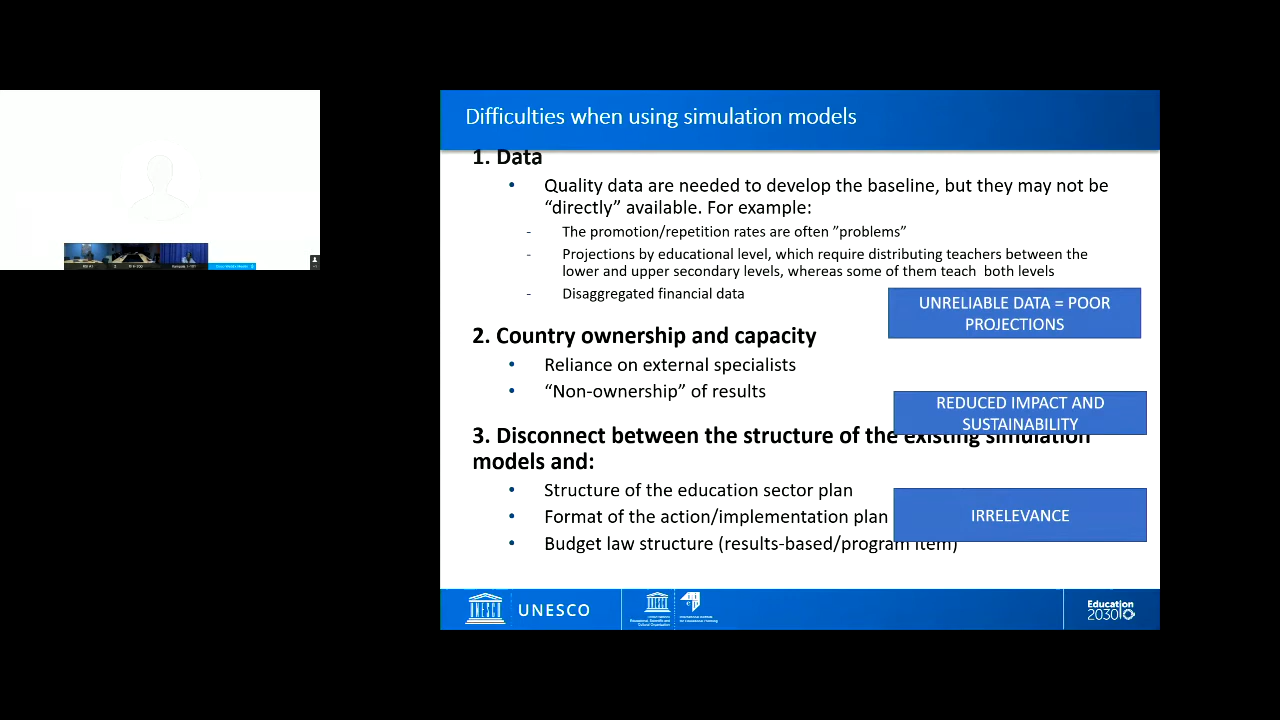 Difficulties when using simulation models
1. Data
• Quality data are needed to develop the baseline, but they may not be
“directly” available. For example:
- The promotion/repetition rates are often ”problems”
- Projections by educational level, which require distributing teachers between the
lower and upper secondary levels, whereas some of them teach both levels
- Disaggregated financial data
UNRELIABLE DATA = POOR
PROJECTIONS
2. Country ownership and capacity
• Reliance on external specialists
• “Non-ownership” of results
REDUCED IMPACT AND
SUSTAINABILITY
3. Disconnect between the structure of the existing simulation
models and:
• Structure of the education sector plan
• Format of the action/implementation plan
• Budget law structure (results-based/program item)
IRRELEVANCE
UNESCO
Education
2030